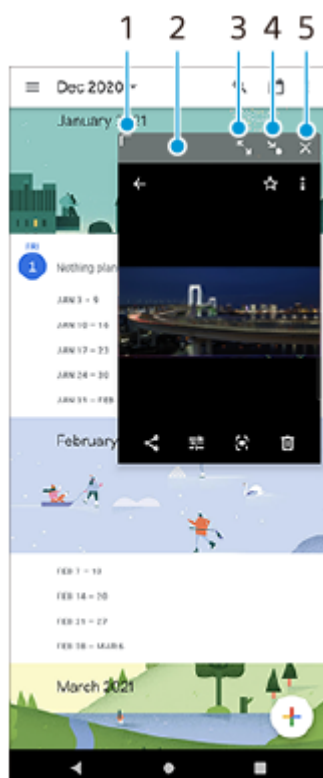 1 2 3 4 5
Dec 2020
January 2021
FRI
1 Nothing plan
JAN 3 – 9
JAN 10 – 16
JAN 17 – 23
JAN 24 – 30
JAN 31 – FEB
February
FEB 7 – 13
FEB 14 – 20
FEB 21 – 27
FEB 28 – MAR 6
March 2021